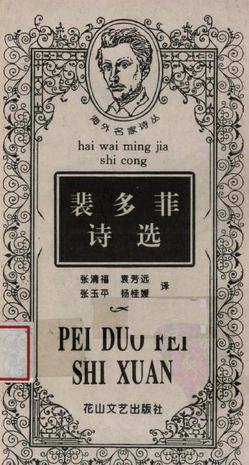 海外名家诗丛
hai wai ming jia
shi cong
裴多菲
诗选
张清福 袁芳远
张玉平 杨桂媛 译
PEI DUO FEI
SHI XUAN
花山文艺出版社